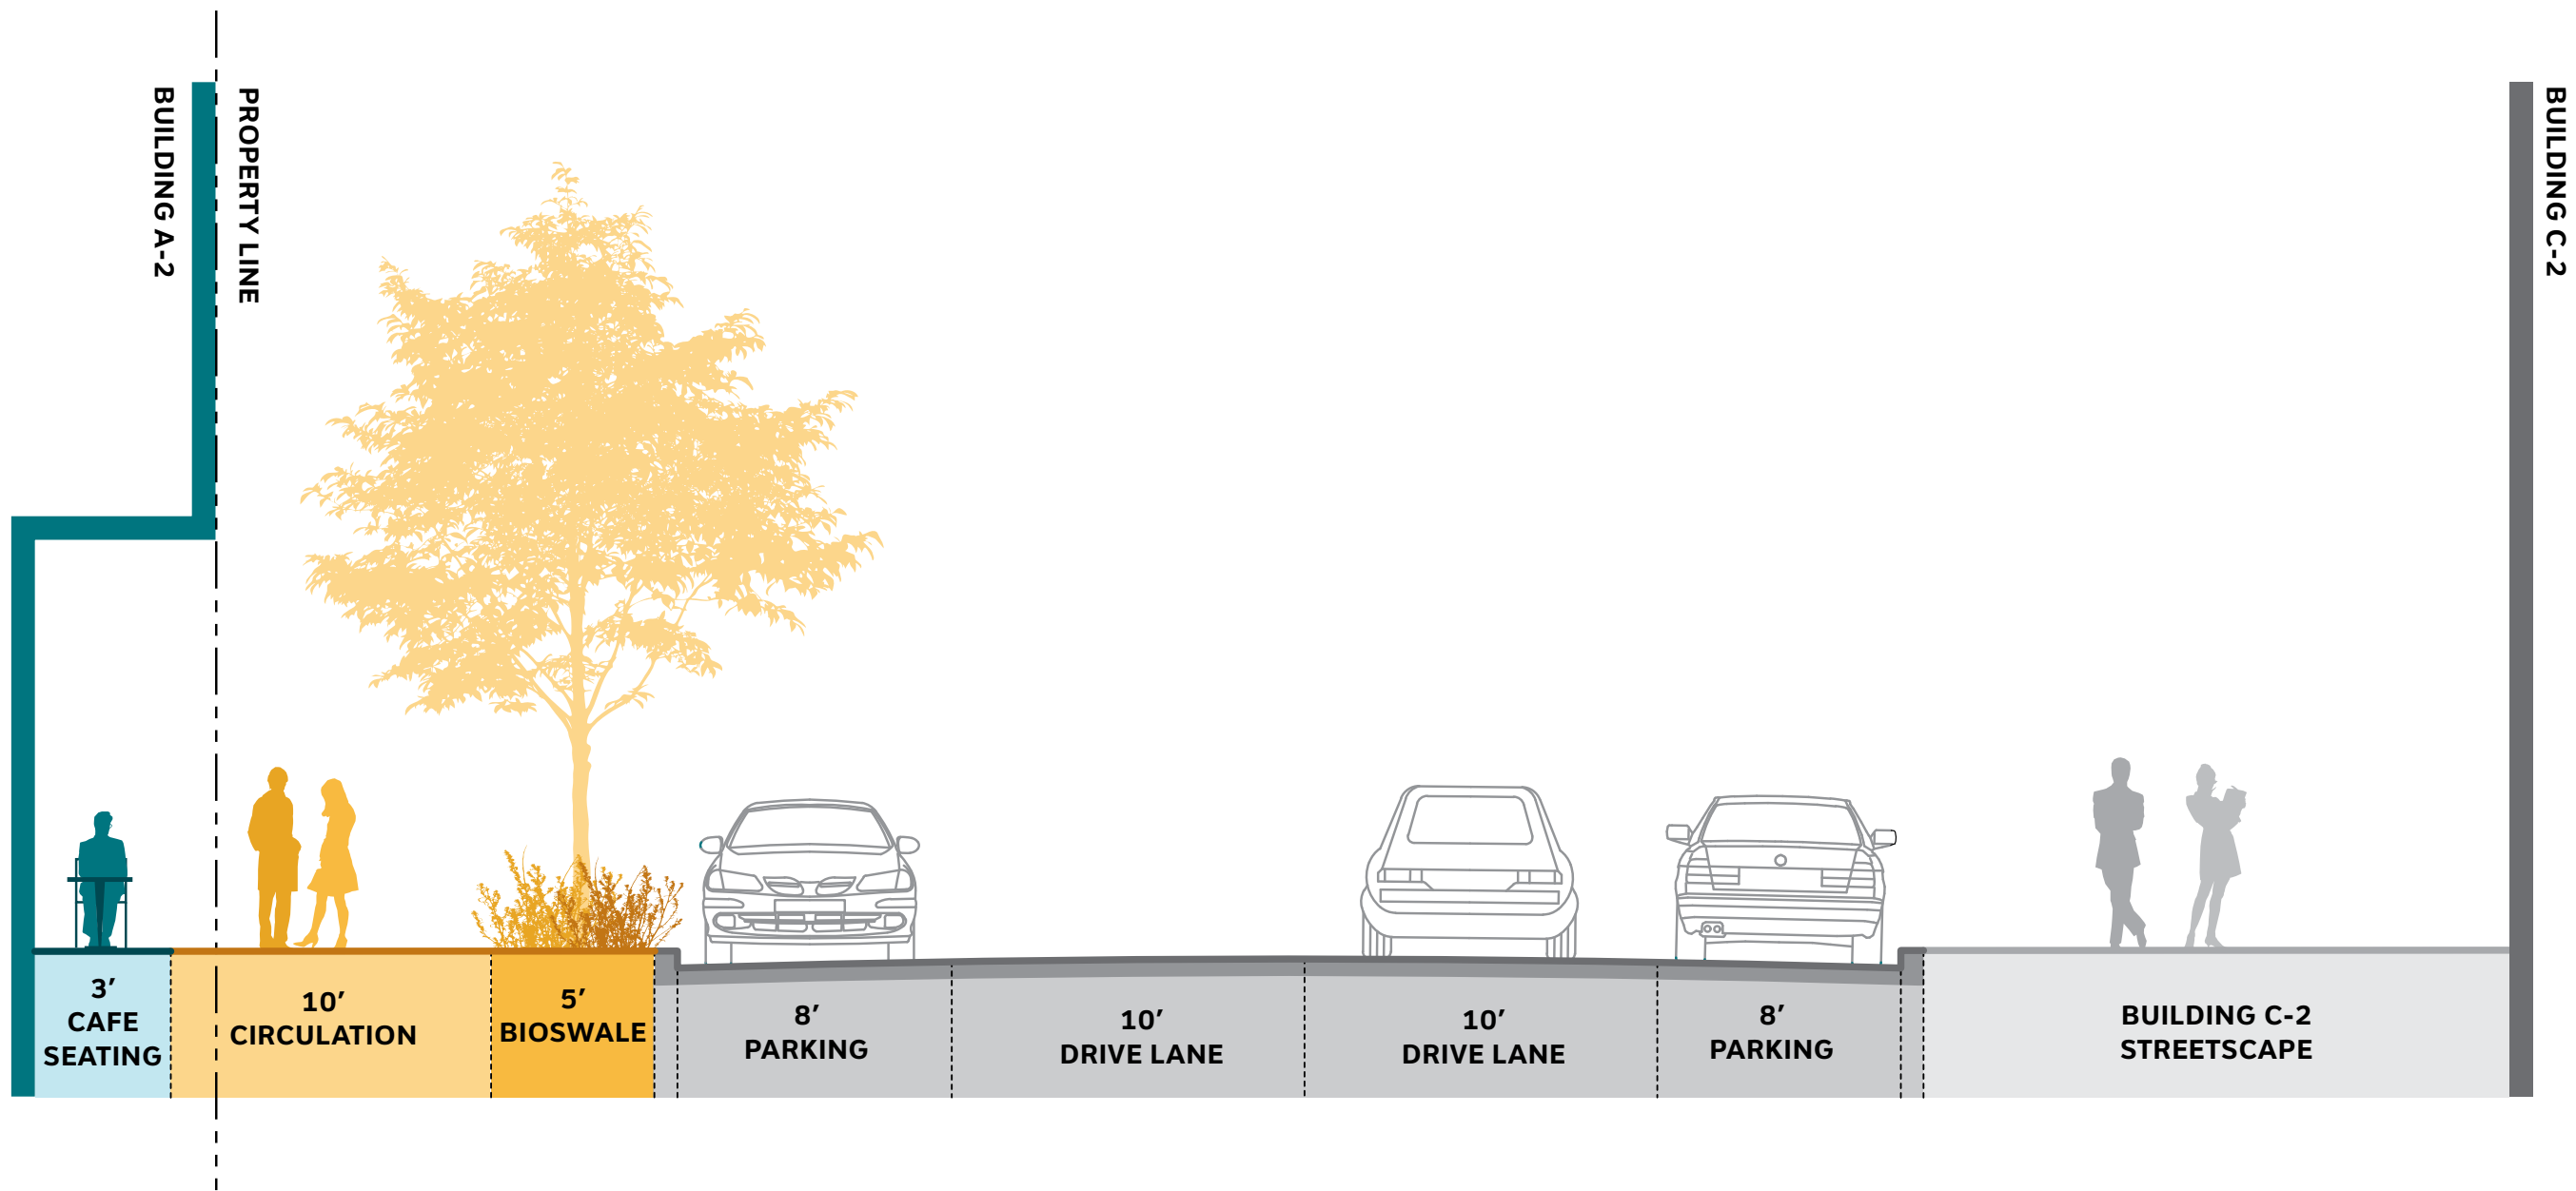 BUILDING A-2
PROPERTY LINE
BUILDING C-2
3′
CAFE
SEATING
10′
CIRCULATION
5′
BIOSWALE
8′
PARKING
10′
DRIVE LANE
10′
DRIVE LANE
8′
PARKING
BUILDING C-2
STREETSCAPE